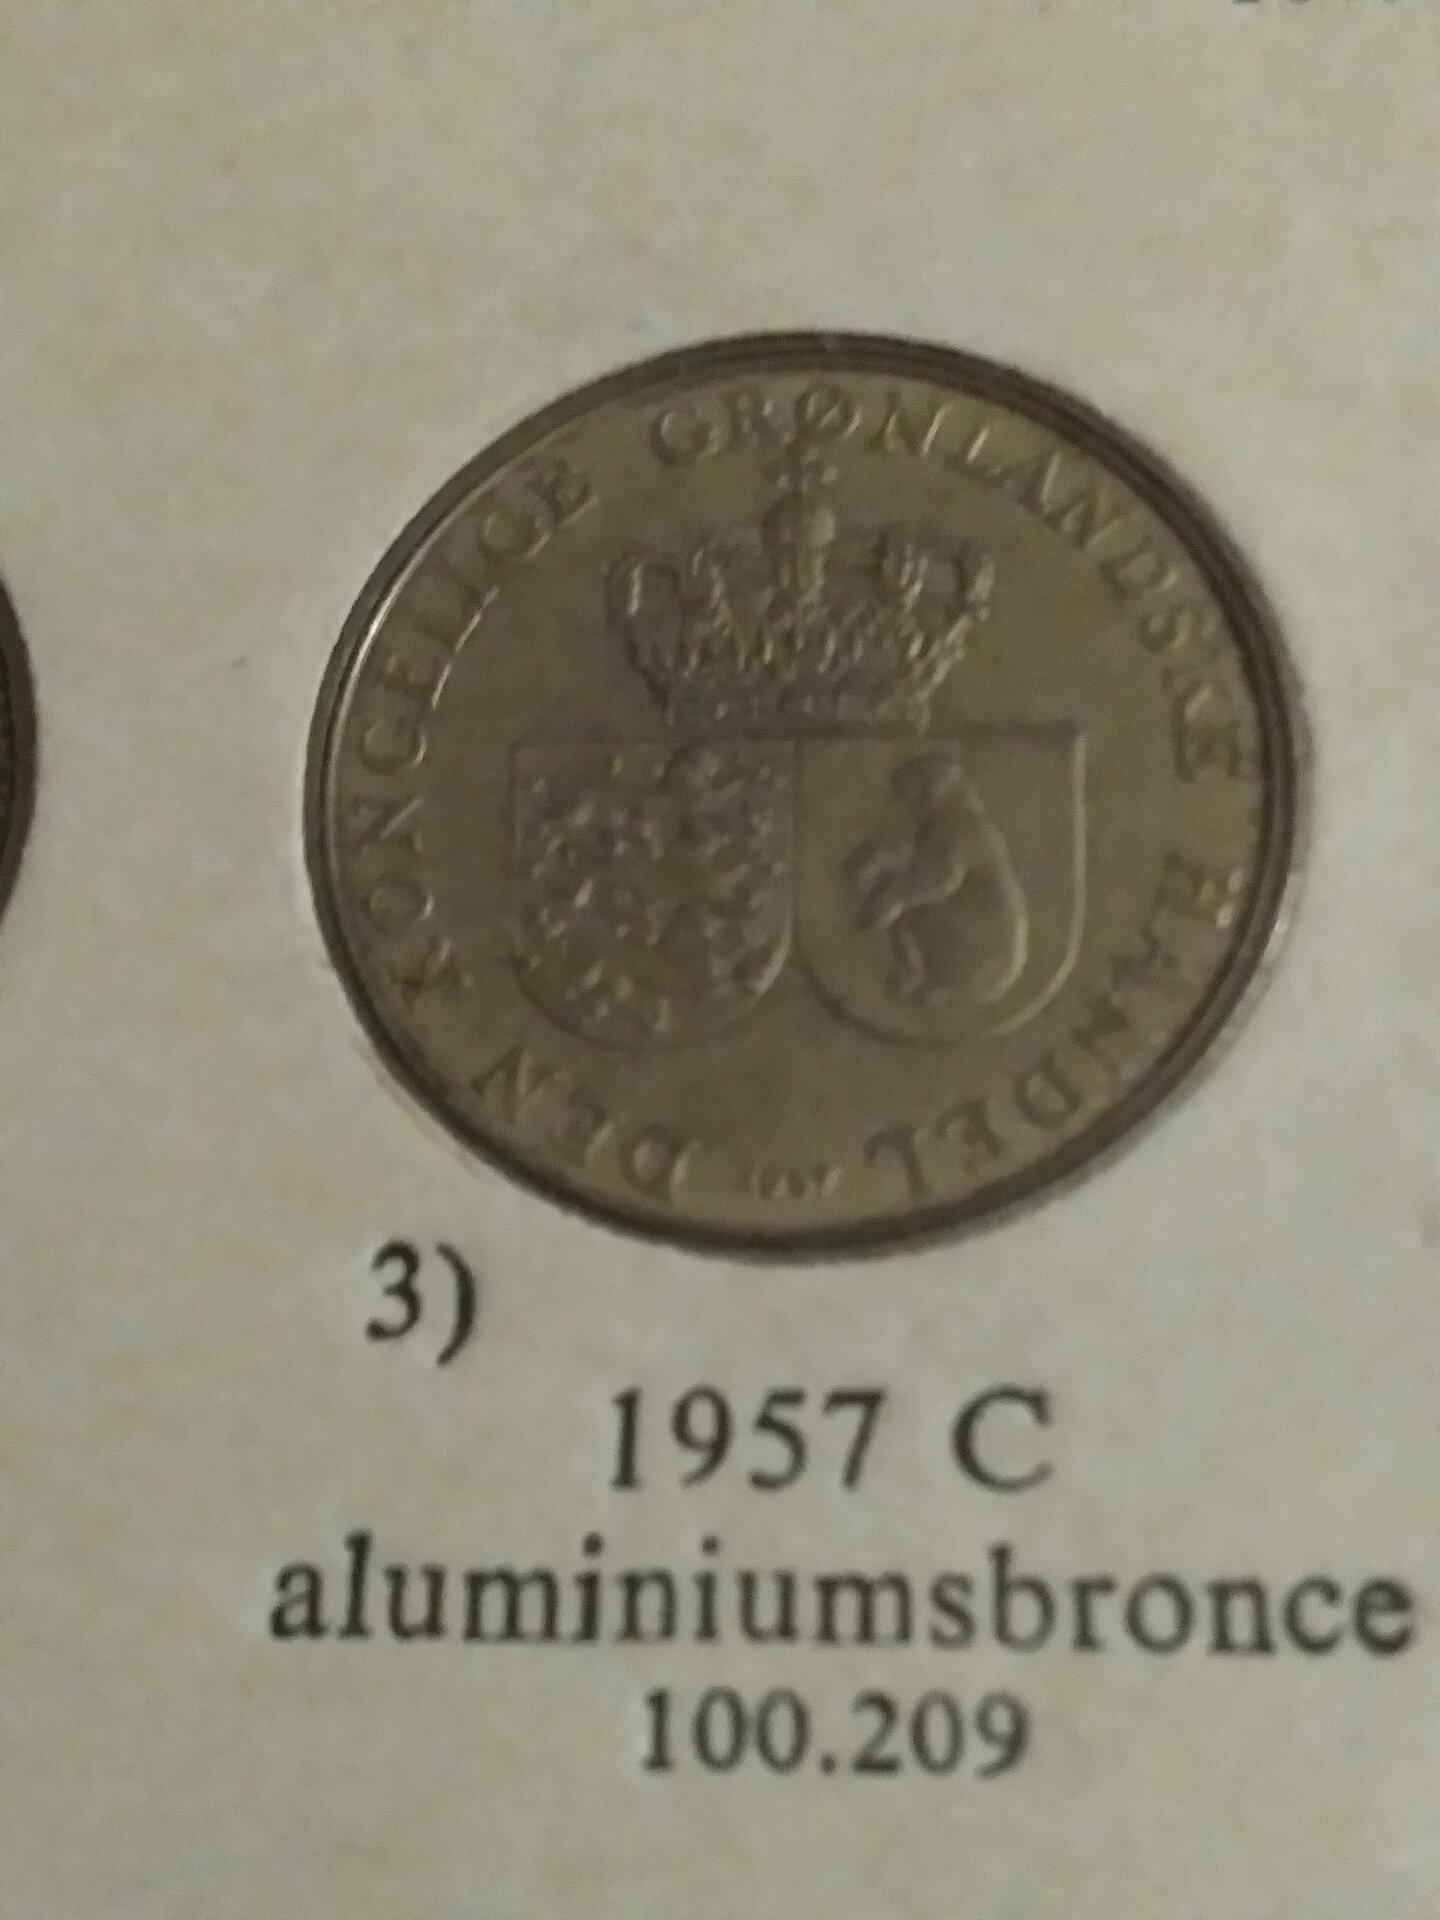 DEN KONGELIGE GRØNLANDSKE HANDEL
3)
1957 C
aluminiumsbronce
100.209